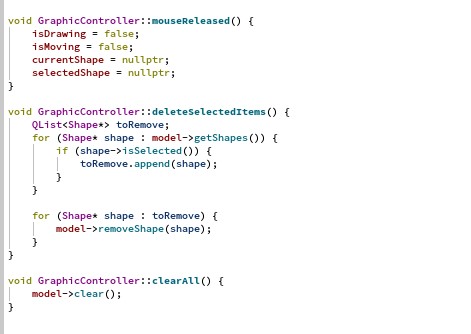 void GraphicController::mouseReleased() {
    isDrawing = false;
    isMoving = false;
    currentShape = nullptr;
    selectedShape = nullptr;
}
void GraphicController::deleteSelectedItems() {
    QList<Shape*> toRemove;
    for (Shape* shape : model->getShapes()) {
        if (shape->isSelected()) {
            toRemove.append(shape);
        }
    }
    for (Shape* shape : toRemove) {
        model->removeShape(shape);
    }
}
void GraphicController::clearAll() {
    model->clear();
}